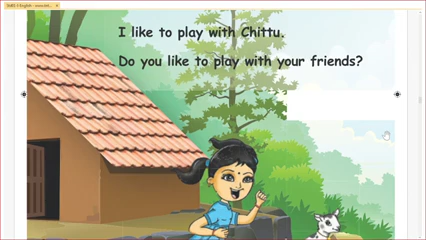 I like to play with Chittu.
Do you like to play with your friends?